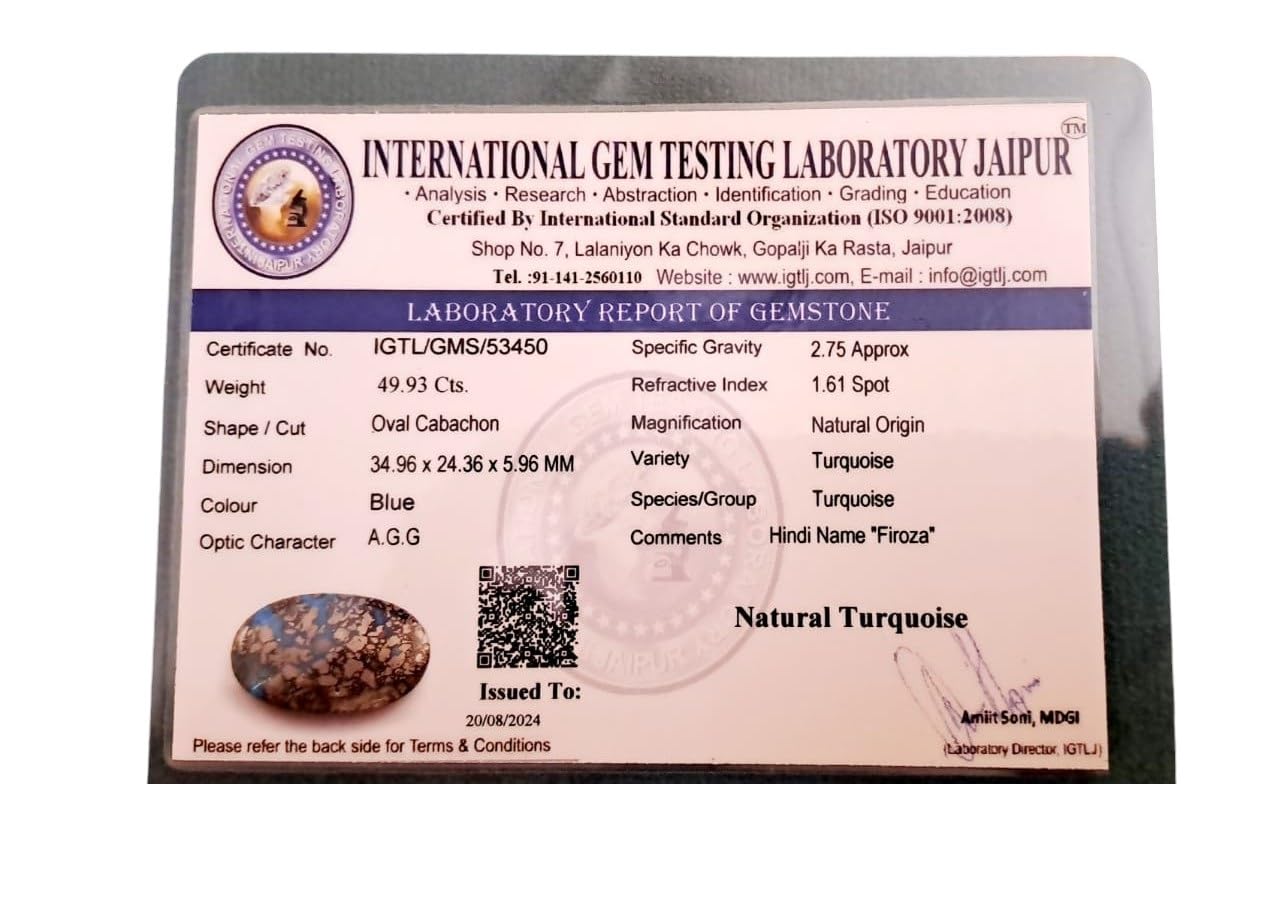 INTERNATIONAL GEM TESTING LABORATORY JAIPUR TM
· Analysis · Research · Abstraction · Identification · Grading · Education
Certified By International Standard Organization (ISO 9001:2008)
Shop No. 7, Lalaniyon Ka Chowk, Gopalji Ka Rasta, Jaipur
Tel. :91-141-2560110 Website : www.igtlj.com, E-mail : info@igtlj.com
LABORATORY REPORT OF GEMSTONE
Certificate No. IGTL/GMS/53450 Specific Gravity 2.75 Approx
Weight 49.93 Cts. Refractive Index 1.61 Spot
Shape / Cut Oval Cabachon Magnification Natural Origin
Dimension 34.96 x 24.36 x 5.96 MM Variety Turquoise
Colour Blue Species/Group Turquoise
Optic Character A.G.G Comments Hindi Name "Firoza"
Natural Turquoise
Issued To:
20/08/2024
Amiit Soni, MDGI
Please refer the back side for Terms & Conditions
(Laboratory Director, IGTLJ)